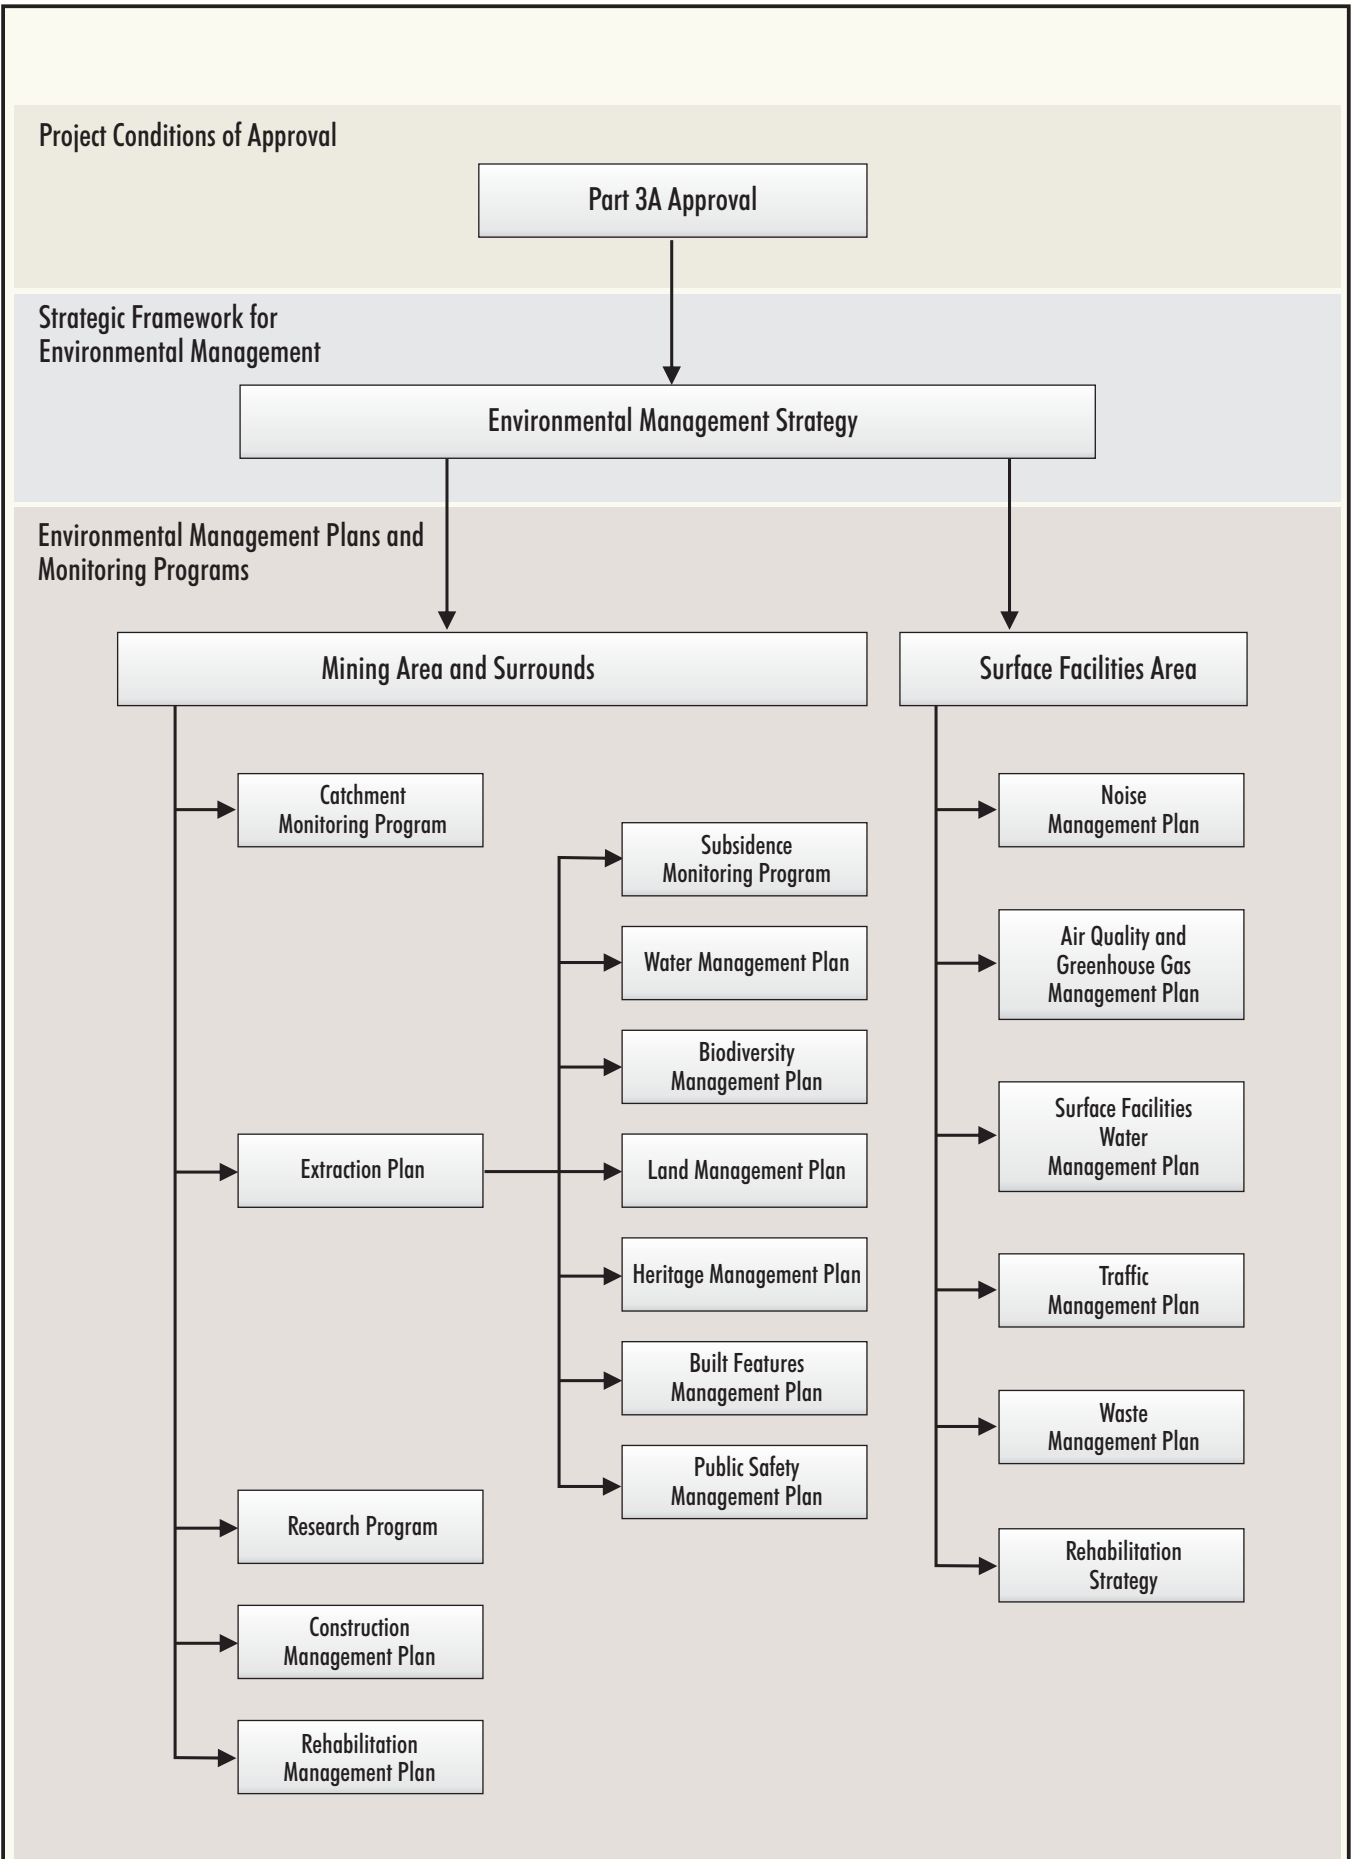 Project Conditions of Approval
Part 3A Approval
Strategic Framework for
Environmental Management
Environmental Management Strategy
Environmental Management Plans and
Monitoring Programs
Mining Area and Surrounds
Catchment
Monitoring Program
Extraction Plan
Subsidence
Monitoring Program
Water Management Plan
Biodiversity
Management Plan
Land Management Plan
Heritage Management Plan
Built Features
Management Plan
Public Safety
Management Plan
Research Program
Construction
Management Plan
Rehabilitation
Management Plan
Surface Facilities Area
Noise
Management Plan
Air Quality and
Greenhouse Gas
Management Plan
Surface Facilities
Water
Management Plan
Traffic
Management Plan
Waste
Management Plan
Rehabilitation
Strategy